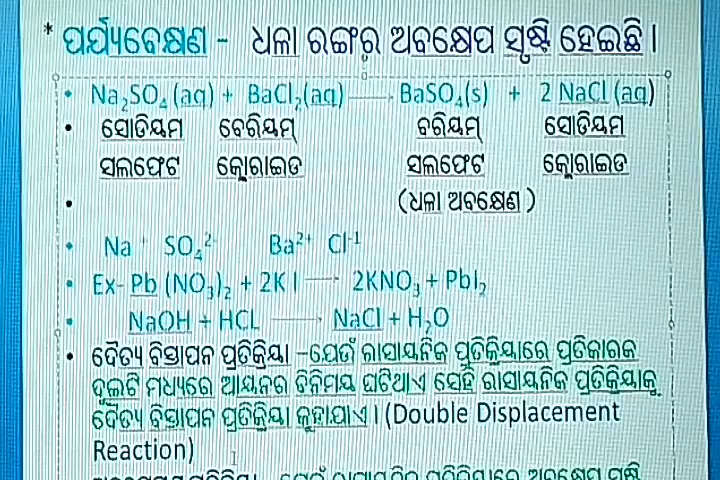 * ପର୍ଯ୍ୟବେକ୍ଷଣ - ଧଳା ରଙ୍ଗର ଅବକ୍ଷେପ ସୃଷ୍ଟି ହେଇଛି ।
• Na₂SO₄ (aq) + BaCl₂(aq) → BaSO₄(s) + 2 NaCl (aq)
• ସୋଡିୟମ ବେରିୟମ୍ ବରିୟମ୍ ସୋଡିୟମ
ସଲଫେଟ କ୍ଲୋରାଇଡ ସଲଫେଟ କ୍ଲୋରାଇଡ
• (ଧଳା ଅବକ୍ଷେଣ )
• Na⁺ SO₄²⁻ Ba²⁺ Cl⁻¹
• Ex- Pb (NO₃)₂ + 2K I → 2KNO₃ + PbI₂
• NaOH + HCL → NaCl + H₂O
• ଦୈତ୍ୟ ବିସ୍ତାପନ ପ୍ରତିକ୍ରିୟା –ଯେଉଁ ରାସାୟନିକ ପ୍ରତିକ୍ରିୟାରେ ପ୍ରତିକାରକ
ଦୁଇଟି ମଧ୍ୟରେ ଆୟନର ବିନିମୟ ଘଟିଥାଏ ସେହି ରାସାୟନିକ ପ୍ରତିକ୍ରିୟାକୁ
ଦୈତ୍ୟ ବିସ୍ତାପନ ପ୍ରତିକ୍ରିୟା କୁହାଯାଏ । (Double Displacement
Reaction)